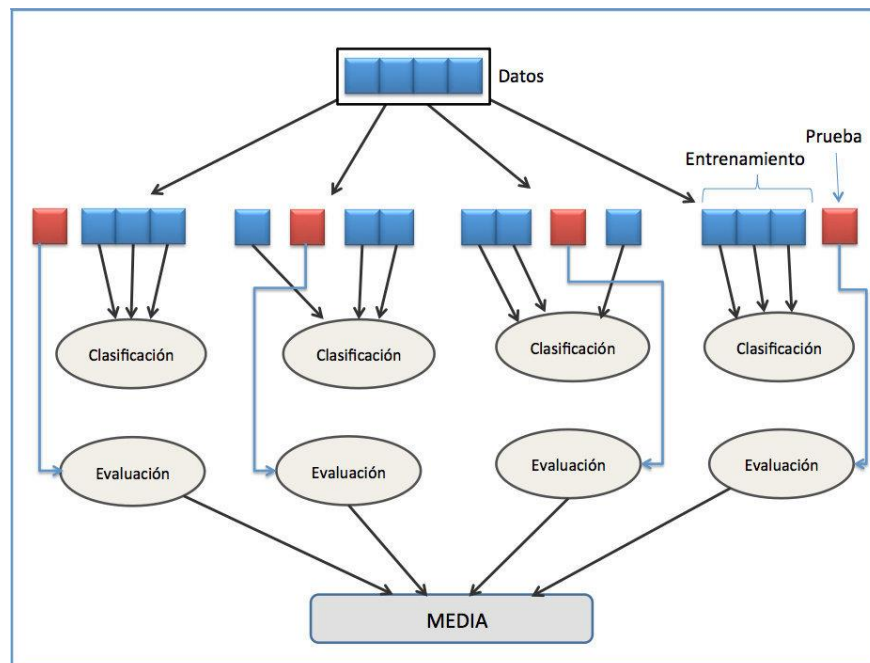 Datos
Prueba
Entrenamiento
Clasificación
Clasificación
Clasificación
Clasificación
Evaluación
Evaluación
Evaluación
Evaluación
MEDIA